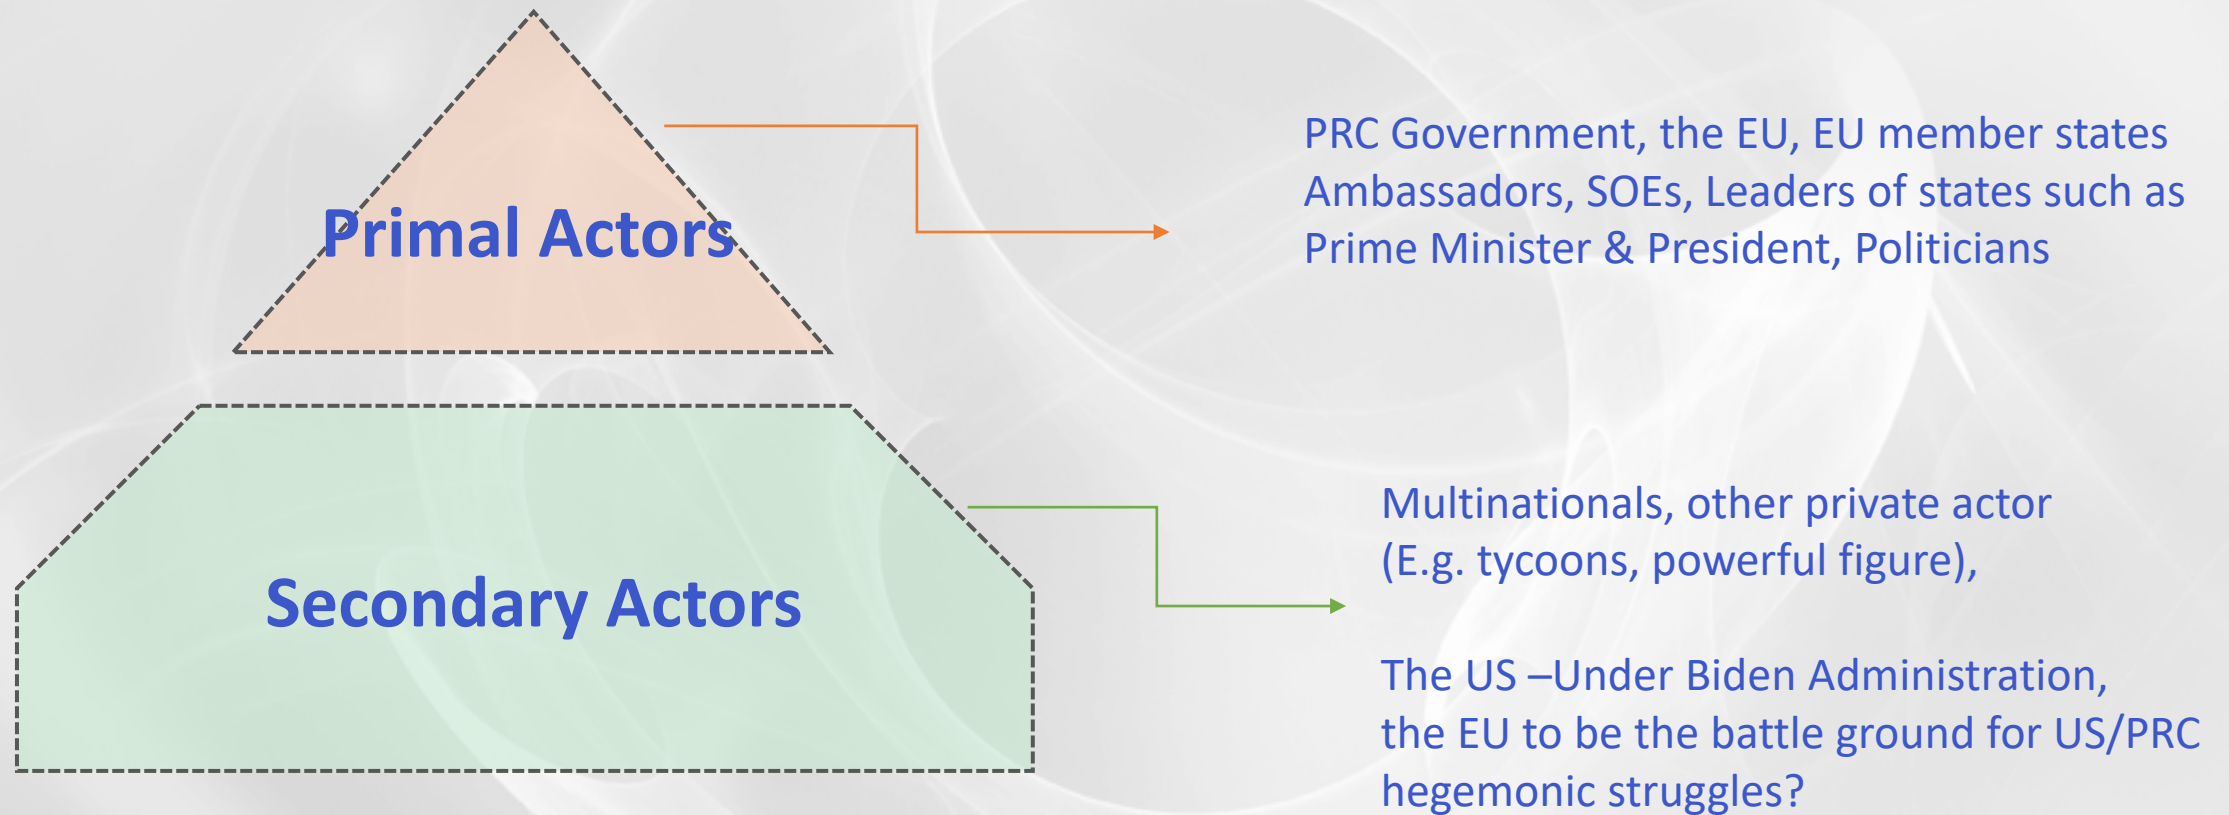 Primal Actors
PRC Government, the EU, EU member states
Ambassadors, SOEs, Leaders of states such as
Prime Minister & President, Politicians
Secondary Actors
Multinationals, other private actor
(E.g. tycoons, powerful figure),
The US –Under Biden Administration,
the EU to be the battle ground for US/PRC
hegemonic struggles?